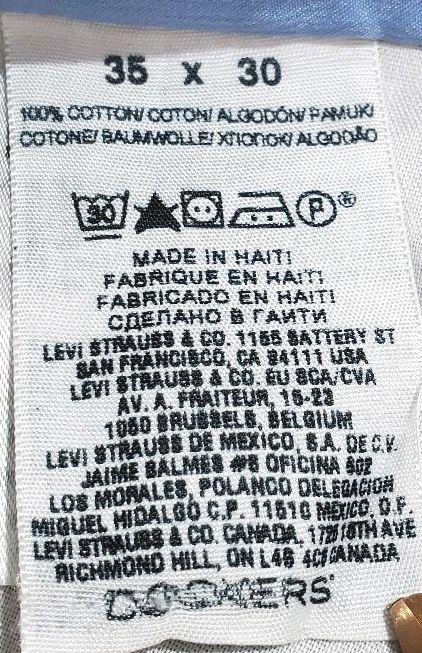 35 x 30
100% COTTON/ COTON/ ALGODÓN/ PAMUK/
COTONE/ BAUMWOLLE/ ХЛОПОК/ ALGODÃO
30 P ®
MADE IN HAITI
FABRIQUE EN HAITI
FABRICADO EN HAITI
СДЕЛАНО В ГАИТИ
LEVI STRAUSS & CO. 1155 BATTERY ST
SAN FRANCISCO, CA 94111 USA
LEVI STRAUSS & CO. EU SCA/CVA
AV. A. FRAITEUR, 15-23
1050 BRUSSELS, BELGIUM
LEVI STRAUSS DE MEXICO, S.A. DE C.V.
JAIME BALMES #8 OFICINA 602
LOS MORALES, POLANCO DELEGACION
MIGUEL HIDALGO C.P. 11510 MEXICO, D.F.
LEVI STRAUSS & CO. CANADA, 1725 16TH AVE
RICHMOND HILL, ON L4B 4C6 CANADA
DOCKERS